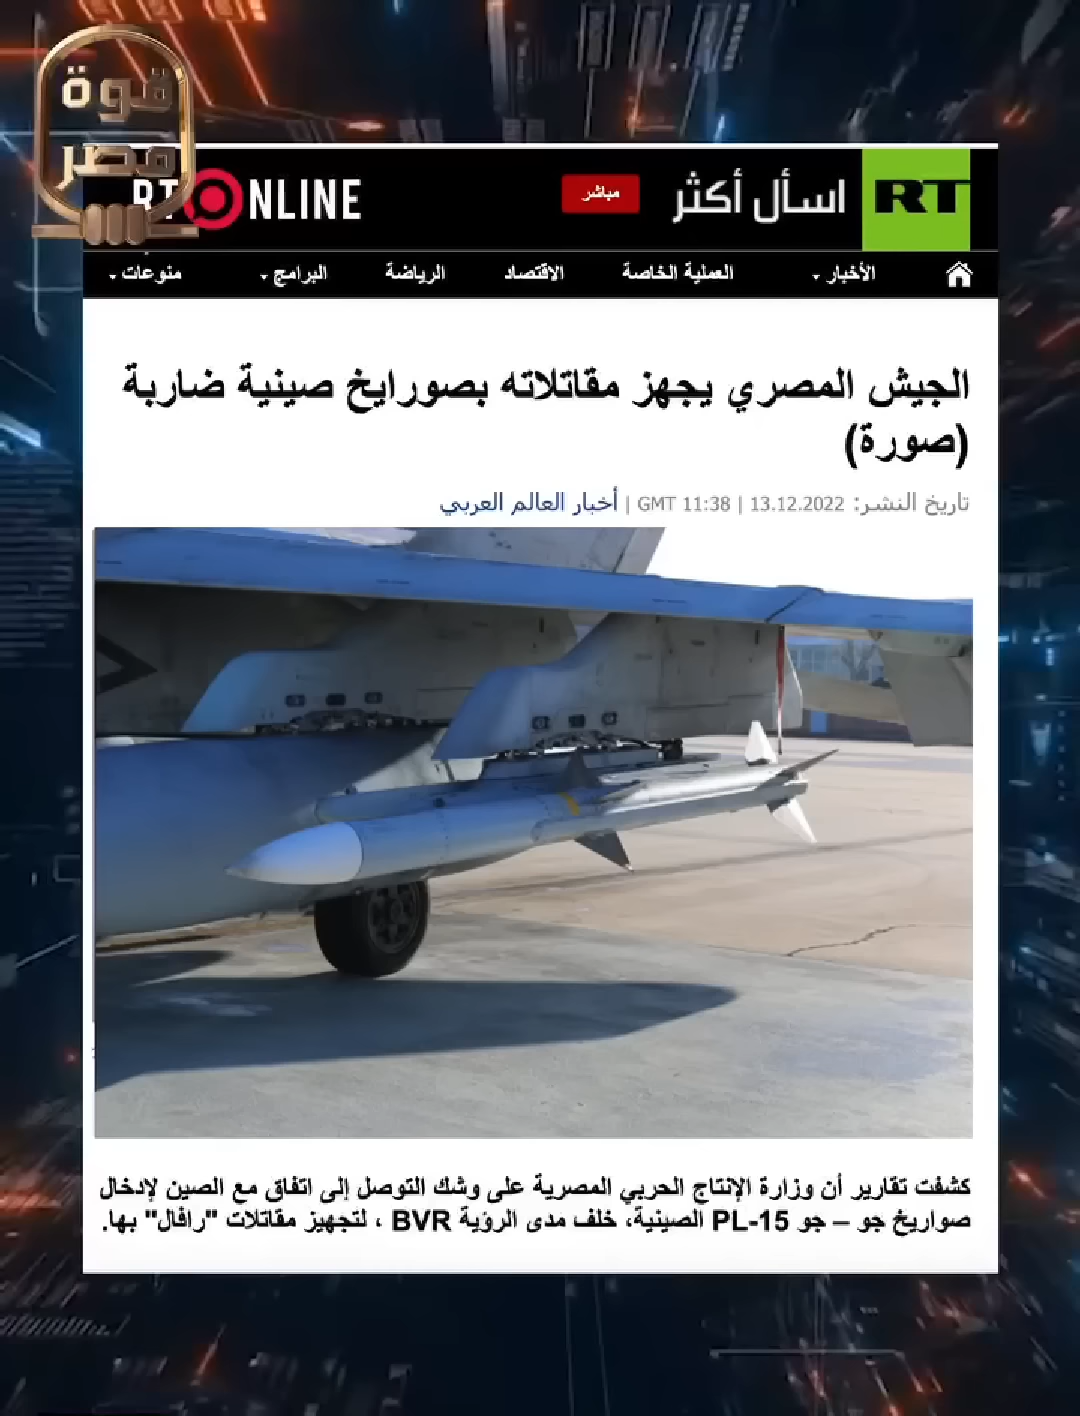 قوة
مصر
RT ONLINE
مباشر
اسأل أكثر
RT
الأخبار
العملية الخاصة
الاقتصاد
الرياضة
البرامج
منوعات
الجيش المصري يجهز مقاتلاته بصورايخ صينية ضاربة
(صورة)
تاريخ النشر: 13.12.2022 | 11:38 GMT | أخبار العالم العربي
كشفت تقارير أن وزارة الإنتاج الحربي المصرية على وشك التوصل إلى اتفاق مع الصين لإدخال
صواريخ جو – جو PL-15 الصينية، خلف مدى الرؤية BVR ، لتجهيز مقاتلات "رافال" بها.